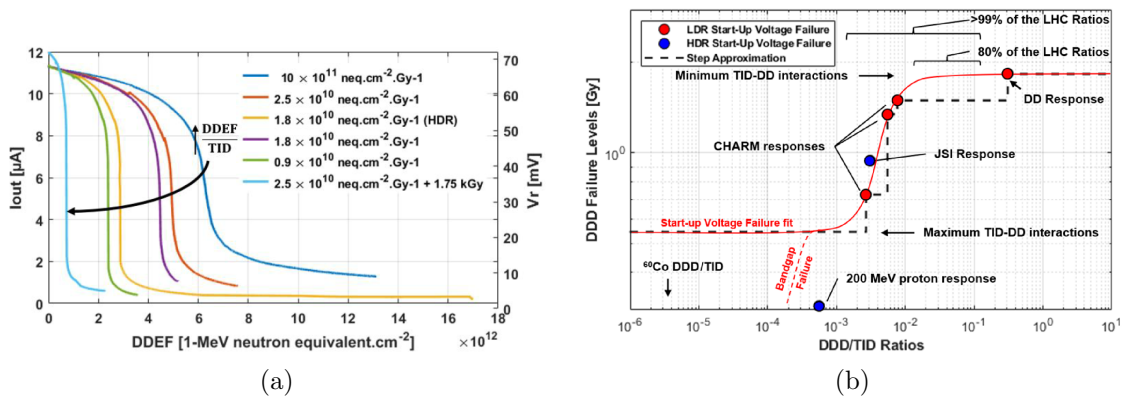 12
10
8
6
4
2
0
Iout [µA]
10 × 10¹¹ neq.cm⁻².Gy-1
2.5 × 10¹⁰ neq.cm⁻².Gy-1
1.8 × 10¹⁰ neq.cm⁻².Gy-1 (HDR)
1.8 × 10¹⁰ neq.cm⁻².Gy-1
0.9 × 10¹⁰ neq.cm⁻².Gy-1
2.5 × 10¹⁰ neq.cm⁻².Gy-1 + 1.75 kGy
DDEF
TID
70
60
50
40
30
20
10
0
Vr [mV]
0 2 4 6 8 10 12 14 16 18
DDEF [1-MeV neutron equivalent.cm⁻²]
× 10¹²
(a)
>99% of the LHC Ratios
LDR Start-Up Voltage Failure
HDR Start-Up Voltage Failure
Step Approximation
80% of the LHC Ratios
Minimum TID-DD interactions
DD Response
CHARM responses
JSI Response
10⁰
DDD Failure Levels [Gy]
Start-up Voltage Failure fit
Maximum TID-DD interactions
Bandgap
Failure
⁶⁰Co DDD/TID
200 MeV proton response
10⁻⁶ 10⁻⁵ 10⁻⁴ 10⁻³ 10⁻² 10⁻¹ 10⁰ 10¹
DDD/TID Ratios
(b)